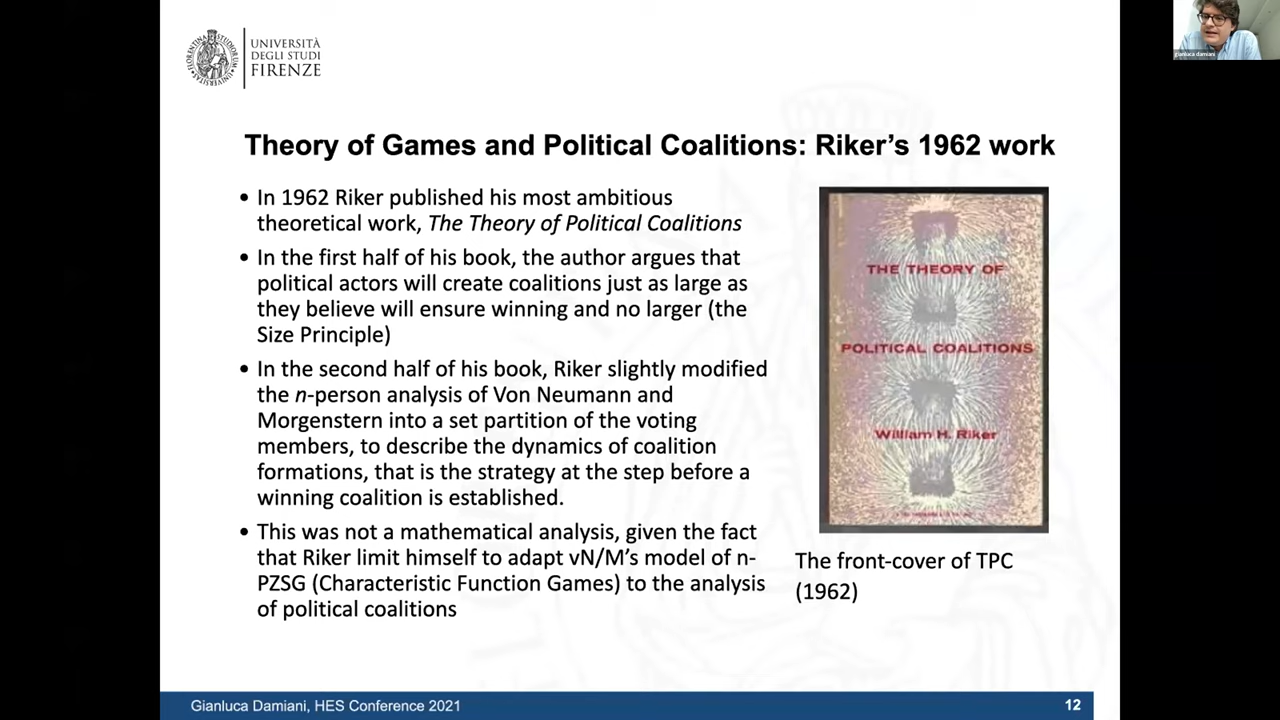 UNIVERSITÀ
DEGLI STUDI
FIRENZE
gianluca damiani
Theory of Games and Political Coalitions: Riker's 1962 work
• In 1962 Riker published his most ambitious
theoretical work, The Theory of Political Coalitions
• In the first half of his book, the author argues that
political actors will create coalitions just as large as
they believe will ensure winning and no larger (the
Size Principle)
• In the second half of his book, Riker slightly modified
the n-person analysis of Von Neumann and
Morgenstern into a set partition of the voting
members, to describe the dynamics of coalition
formations, that is the strategy at the step before a
winning coalition is established.
• This was not a mathematical analysis, given the fact
that Riker limit himself to adapt vN/M's model of n-
PZSG (Characteristic Function Games) to the analysis
of political coalitions
THE THEORY OF
POLITICAL COALITIONS
William H. Riker
The front-cover of TPC
(1962)
Gianluca Damiani, HES Conference 2021
12